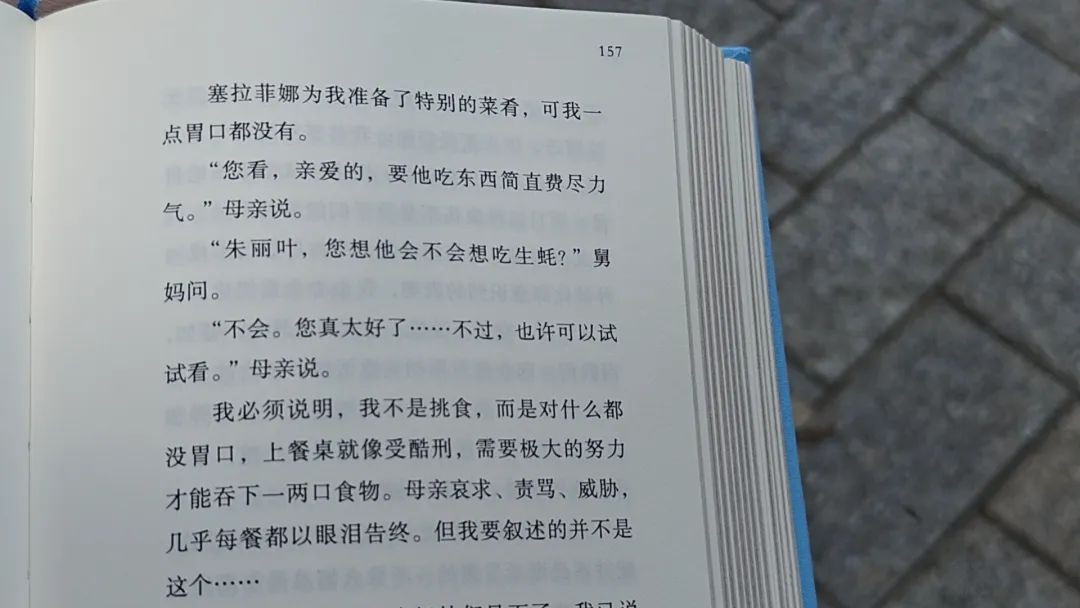 157
塞拉菲娜为我准备了特别的菜肴，可我一
点胃口都没有。
“您看，亲爱的，要他吃东西简直费尽力
气。”母亲说。
“朱丽叶，您想他会不会想吃生蚝？”舅
妈问。
“不会。您真太好了……不过，也许可以试
试看。”母亲说。
我必须说明，我不是挑食，而是对什么都
没胃口，上餐桌就像受酷刑，需要极大的努力
才能吞下一两口食物。母亲哀求、责骂、威胁，
几乎每餐都以眼泪告终。但我要叙述的并不是
这个……
我已说